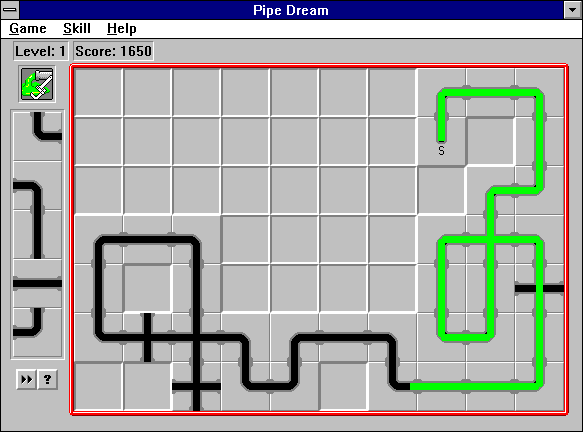 Pipe Dream
Game Skill Help
Level: 1 Score: 1650
S
?